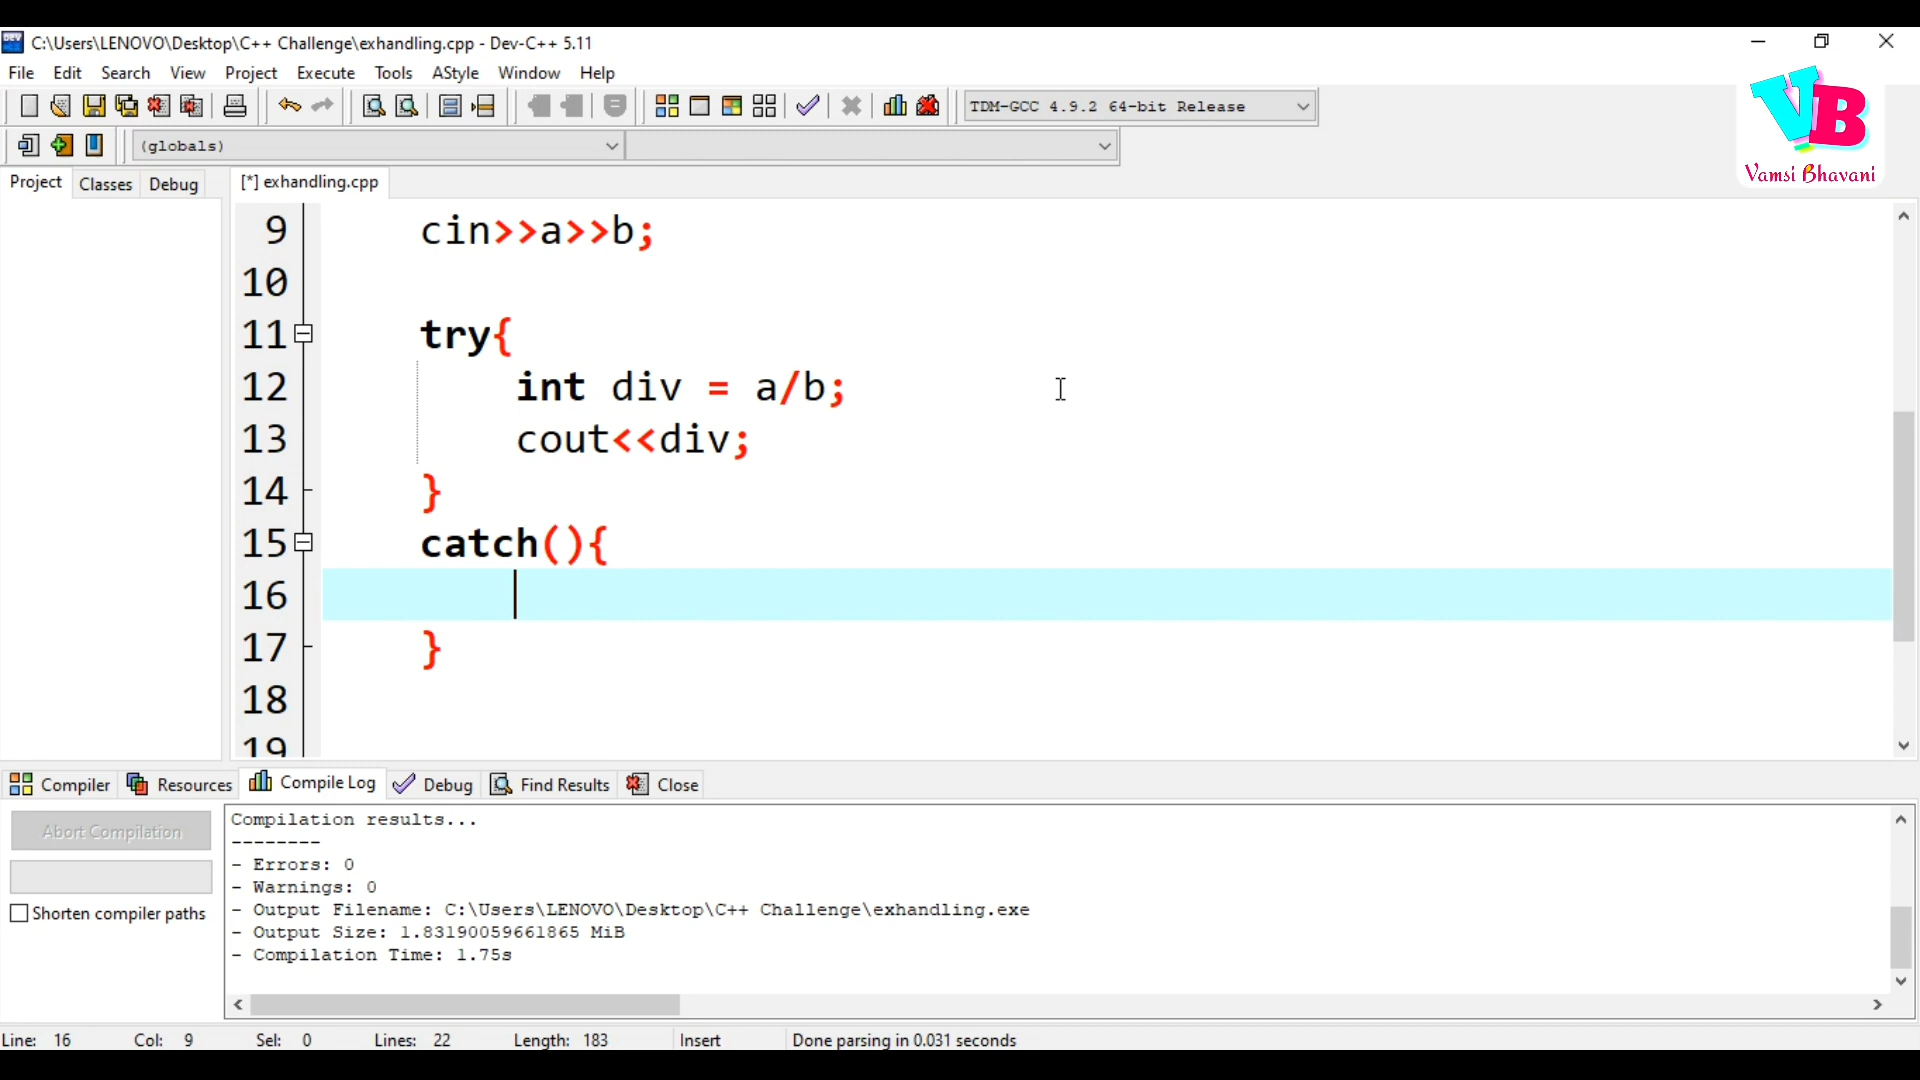 C:\Users\LENOVO\Desktop\C++ Challenge\exhandling.cpp - Dev-C++ 5.11
File Edit Search View Project Execute Tools AStyle Window Help
TDM-GCC 4.9.2 64-bit Release
VB
Vamsi Bhavani
(globals)
Project Classes Debug
[*] exhandling.cpp
9 cin>>a>>b;
10
11 try{
12 int div = a/b;
13 cout<<div;
14 }
15 catch(){
16
17 }
18
19
Compiler Resources Compile Log Debug Find Results Close
Abort Compilation
Shorten compiler paths
Compilation results...
--------
- Errors: 0
- Warnings: 0
- Output Filename: C:\Users\LENOVO\Desktop\C++ Challenge\exhandling.exe
- Output Size: 1.83190059661865 MiB
- Compilation Time: 1.75s
Line: 16 Col: 9 Sel: 0 Lines: 22 Length: 183 Insert Done parsing in 0.031 seconds